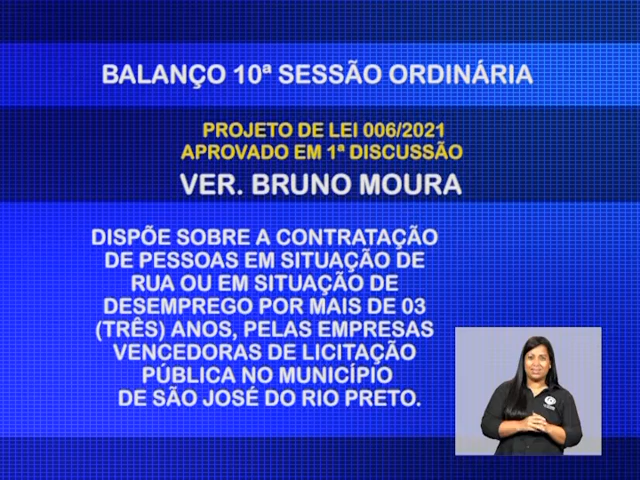 BALANÇO 10ª SESSÃO ORDINÁRIA
PROJETO DE LEI 006/2021
APROVADO EM 1ª DISCUSSÃO
VER. BRUNO MOURA
DISPÕE SOBRE A CONTRATAÇÃO
DE PESSOAS EM SITUAÇÃO DE
RUA OU EM SITUAÇÃO DE
DESEMPREGO POR MAIS DE 03
(TRÊS) ANOS, PELAS EMPRESAS
VENCEDORAS DE LICITAÇÃO
PÚBLICA NO MUNICÍPIO
DE SÃO JOSÉ DO RIO PRETO.